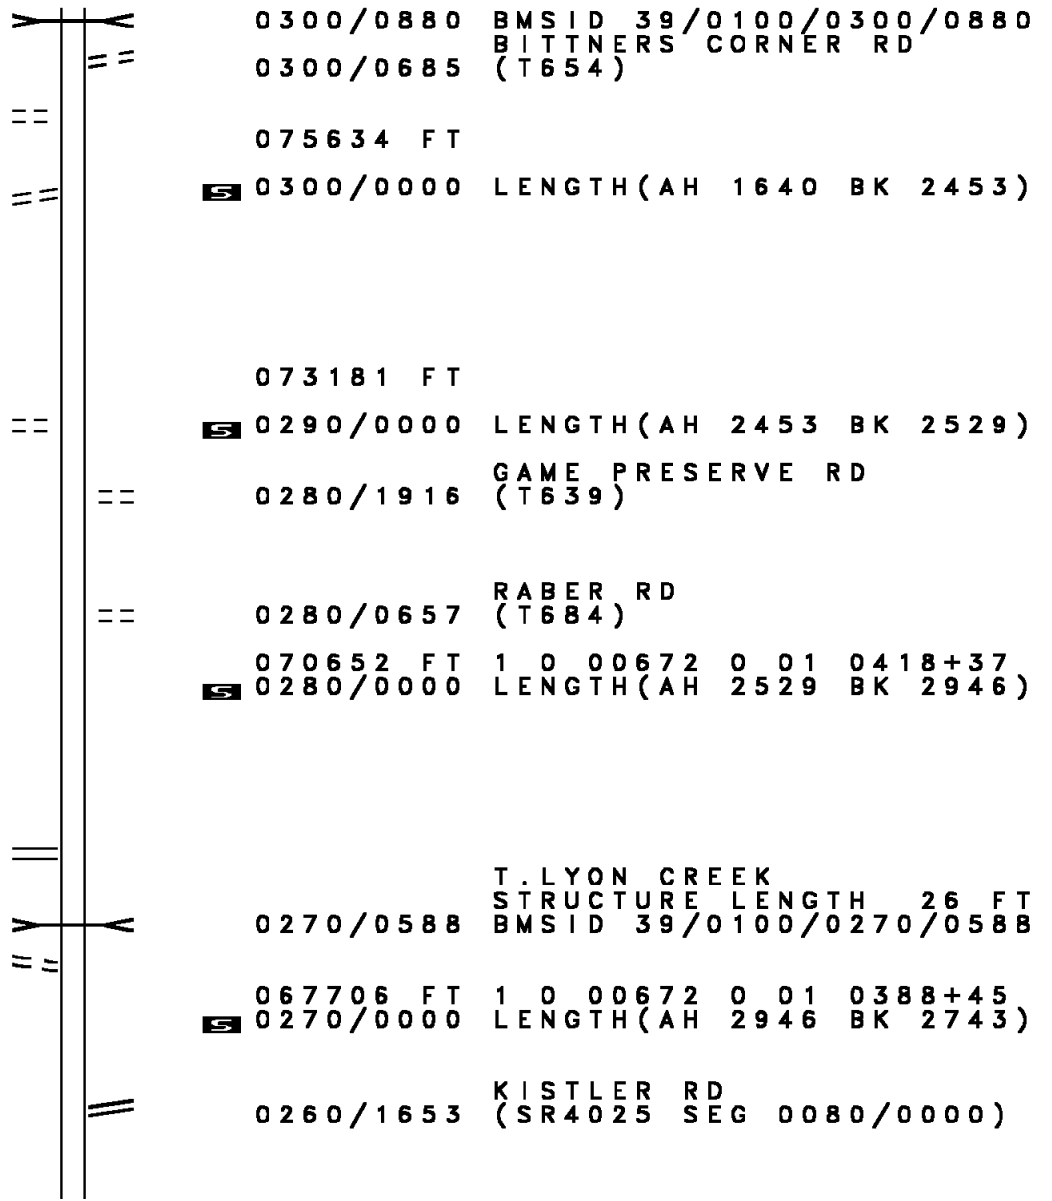 0300/0880 BMSID 39/0100/0300/0880
BITTNERS CORNER RD
0300/0685 (T654)
075634 FT
S 0300/0000 LENGTH(AH 1640 BK 2453)
073181 FT
S 0290/0000 LENGTH(AH 2453 BK 2529)
GAME PRESERVE RD
0280/1916 (T639)
RABER RD
0280/0657 (T684)
070652 FT 1 0 00672 0 01 0418+37
S 0280/0000 LENGTH(AH 2529 BK 2946)
T.LYON CREEK
STRUCTURE LENGTH 26 FT
0270/0588 BMSID 39/0100/0270/0588
067706 FT 1 0 00672 0 01 0388+45
S 0270/0000 LENGTH(AH 2946 BK 2743)
KISTLER RD
0260/1653 (SR4025 SEG 0080/0000)